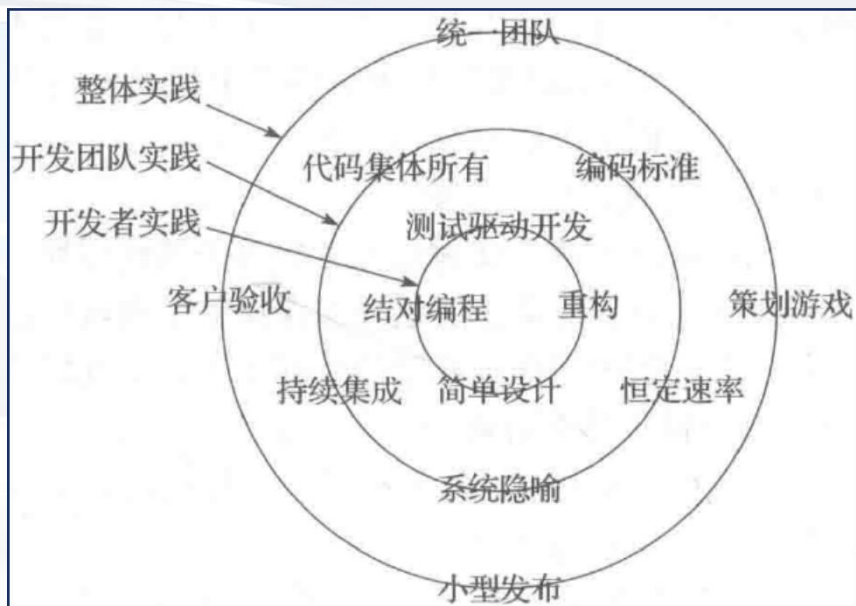 统一团队
整体实践
开发团队实践
代码集体所有
编码标准
开发者实践
测试驱动开发
客户验收
结对编程
重构
策划游戏
持续集成
简单设计
恒定速率
系统隐喻
小型发布